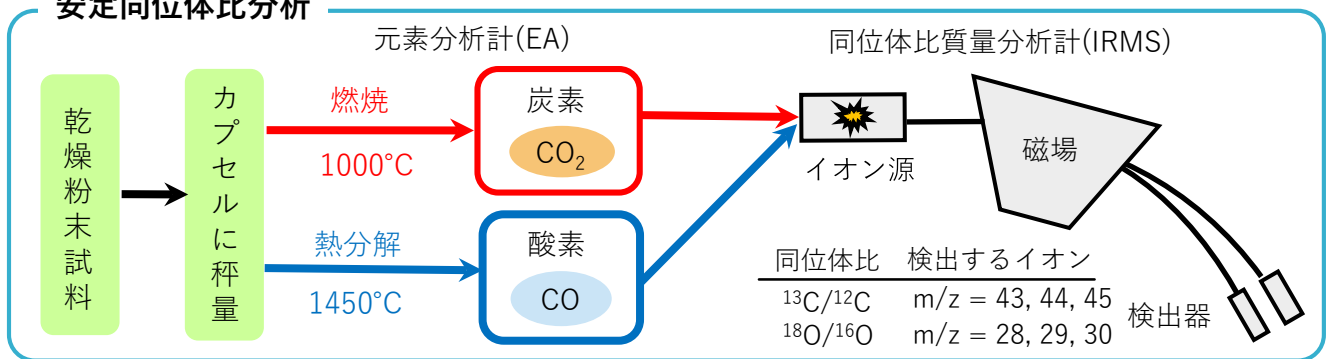 安定同位体比分析
元素分析計(EA)
同位体比質量分析計(IRMS)
乾燥粉末試料
カプセルに秤量
燃焼
1000°C
炭素
CO₂
熱分解
1450°C
酸素
CO
イオン源
磁場
同位体比 検出するイオン
¹³C/¹²C m/z = 43, 44, 45
¹⁸O/¹⁶O m/z = 28, 29, 30
検出器